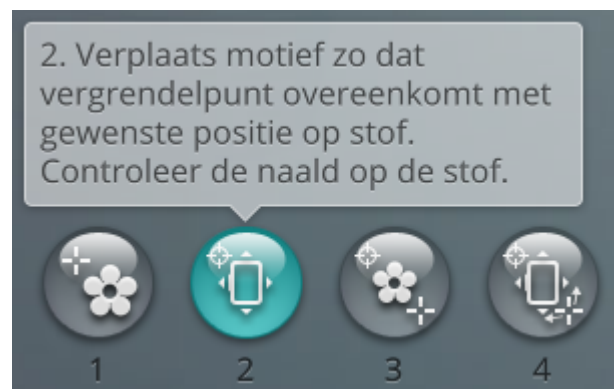 2. Verplaats motief zo dat
vergrendelpunt overeenkomt met
gewenste positie op stof.
Controleer de naald op de stof.
1 2 3 4